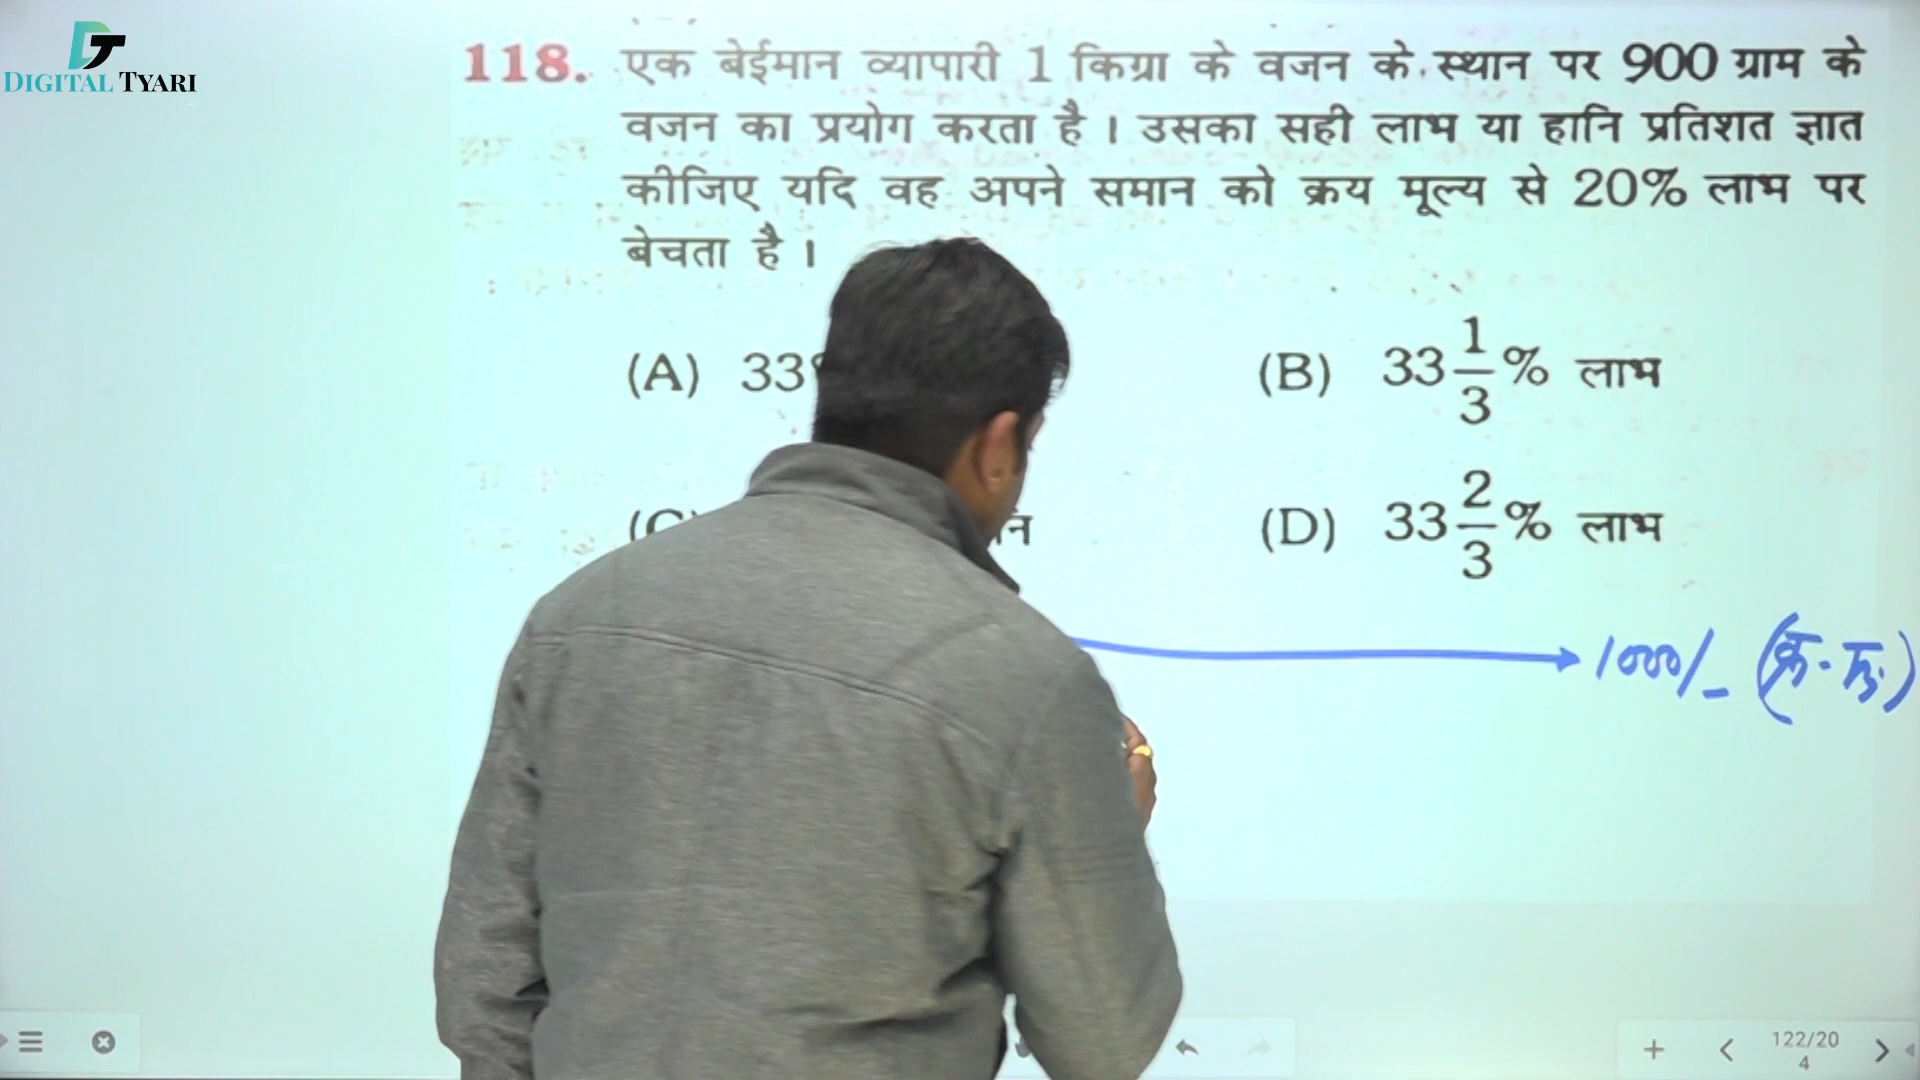 DIGITAL TYARI
118. एक बेईमान व्यापारी 1 किग्रा के वजन के स्थान पर 900 ग्राम के
वजन का प्रयोग करता है । उसका सही लाभ या हानि प्रतिशत ज्ञात
कीजिए यदि वह अपने समान को क्रय मूल्य से 20% लाभ पर
बेचता है ।
(A) 33
(B) 33 1/3 % लाभ
(D) 33 2/3 % लाभ
1000/- (क्र. मू.)
122/20
4